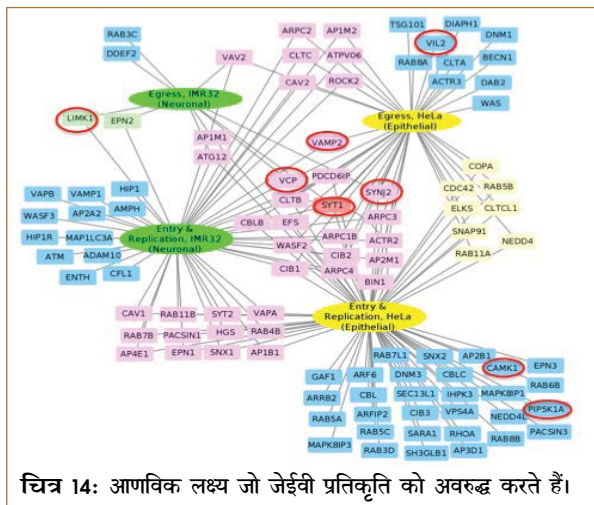 RAB3C
DDEF2
VAV2
ARPC2
AP1M2
CLTC
ATPV06
CAV2
ROCK2
TSG101
DIAPH1
VIL2
DNM1
RAB8A
CLTA
BECN1
ACTR3
DAB2
WAS
Egress, IMR32
(Neuronal)
Egress, HeLa
(Epithelial)
LIMK1
EPN2
AP1M1
ATG12
VAMP2
VCP
PDCD6IP
SYNJ2
CLTB
SYT1
COPA
CDC42
RAB5B
ELKS
CLTCL1
SNAP91
NEDD4
RAB11A
VAPB
VAMP1
HIP1
WASF3
AP2A2
AMPH
HIP1R
MAP1LC3A
ATM
ADAM10
ENTH
CFL1
Entry &
Replication, IMR32
(Neuronal)
CBLB
EFS
ARPC3
WASF2
ARPC1B
ACTR2
CIB2
AP2M1
CIB1
ARPC4
BIN1
Entry &
Replication, HeLa
(Epithelial)
CAV1
RAB11B
SYT2
VAPA
RAB7B
PACSIN1
HGS
RAB4B
AP4E1
EPN1
SNX1
AP1B1
RAB7L1
SNX2
AP2B1
CAMK1
EPN3
GAF1
ARF6
DNM3
CBLC
RAB6B
ARRB2
CBL
SEC13L1
IHPK3
MAPK8IP1
PIP5K1A
RAB5A
ARFIP2
CIB3
VPS4A
NEDD4L
RAB5C
SARA1
RHOA
RAB8B
PACSIN3
MAPK8IP3
RAB3D
SH3GLB1
AP3D1
चित्र 14: आणविक लक्ष्य जो जेईवी प्रतिकृति को अवरुद्ध करते हैं।